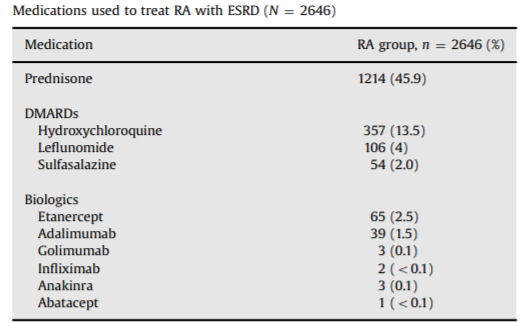 Medications used to treat RA with ESRD (N = 2646)
Medication RA group, n = 2646 (%)
Prednisone 1214 (45.9)
DMARDs
Hydroxychloroquine 357 (13.5)
Leflunomide 106 (4)
Sulfasalazine 54 (2.0)
Biologics
Etanercept 65 (2.5)
Adalimumab 39 (1.5)
Golimumab 3 (0.1)
Infliximab 2 (<0.1)
Anakinra 3 (0.1)
Abatacept 1 (<0.1)